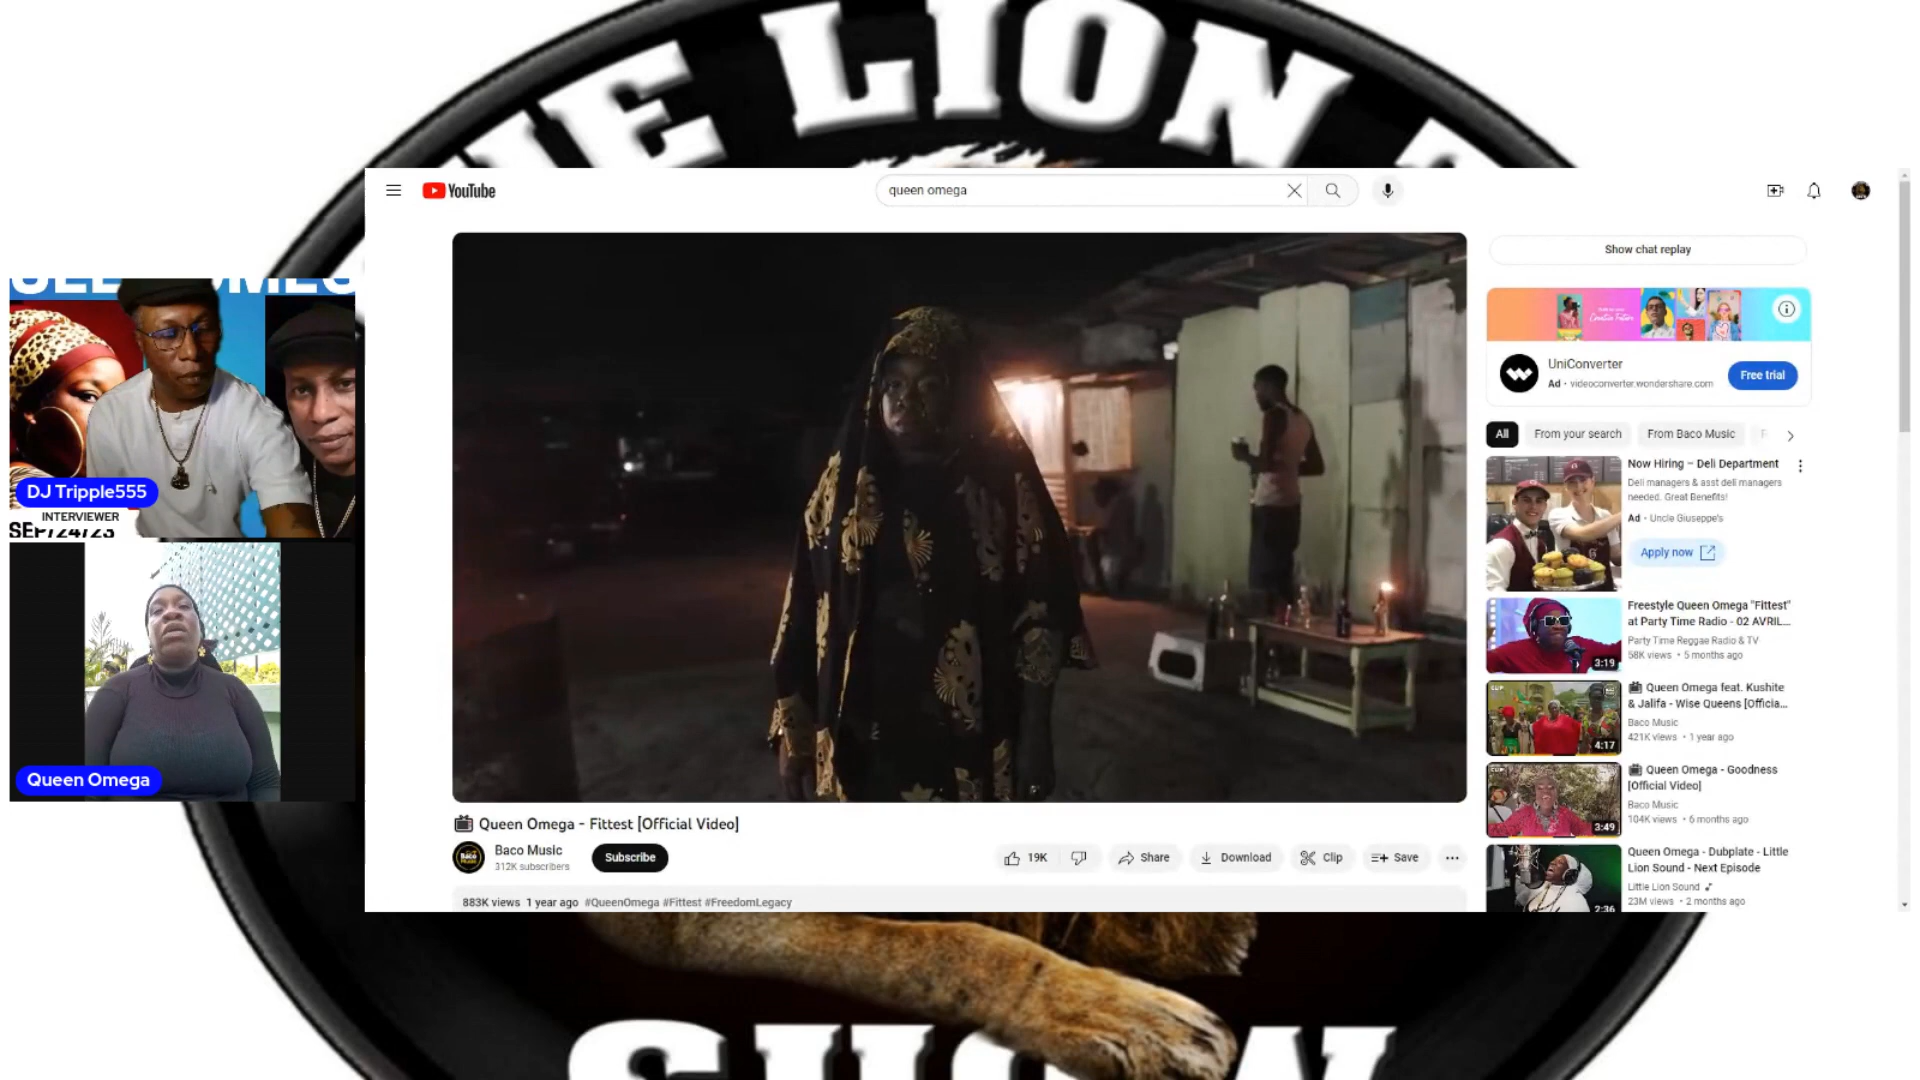 THE LION
YouTube
queen omega
Show chat replay
UniConverter
Ad · videoconverter.wondershare.com
Free trial
All
From your search
From Baco Music
Now Hiring – Deli Department
Deli managers & asst deli managers
needed. Great Benefits!
Ad · Uncle Giuseppe's
Apply now
Freestyle Queen Omega "Fittest"
at Party Time Radio - 02 AVRIL...
Party Time Reggae Radio & TV
58K views · 5 months ago
3:19
Queen Omega feat. Kushite
& Jalifa - Wise Queens [Officia...
Baco Music
421K views · 1 year ago
4:17
Queen Omega - Goodness
[Official Video]
Baco Music
104K views · 6 months ago
3:49
Queen Omega - Dubplate - Little
Lion Sound - Next Episode
Little Lion Sound
23M views · 2 months ago
2:36
DJ Tripple555
INTERVIEWER
SEP/24/23
Queen Omega
Queen Omega - Fittest [Official Video]
Baco Music
312K subscribers
Subscribe
19K
Share
Download
Clip
Save
883K views 1 year ago #QueenOmega #Fittest #FreedomLegacy
SHOW